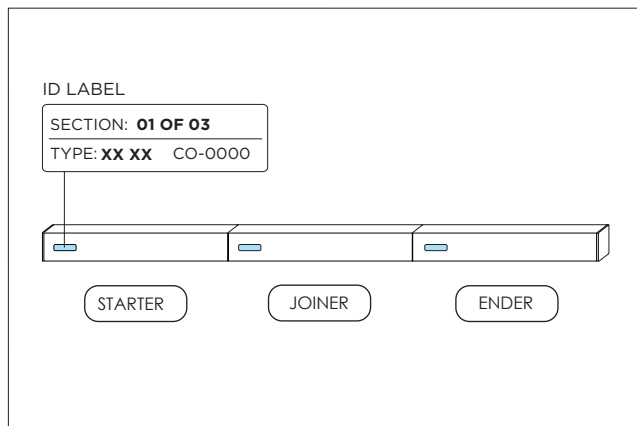 ID LABEL
SECTION: 01 OF 03
TYPE: XX XX CO-0000
STARTER
JOINER
ENDER